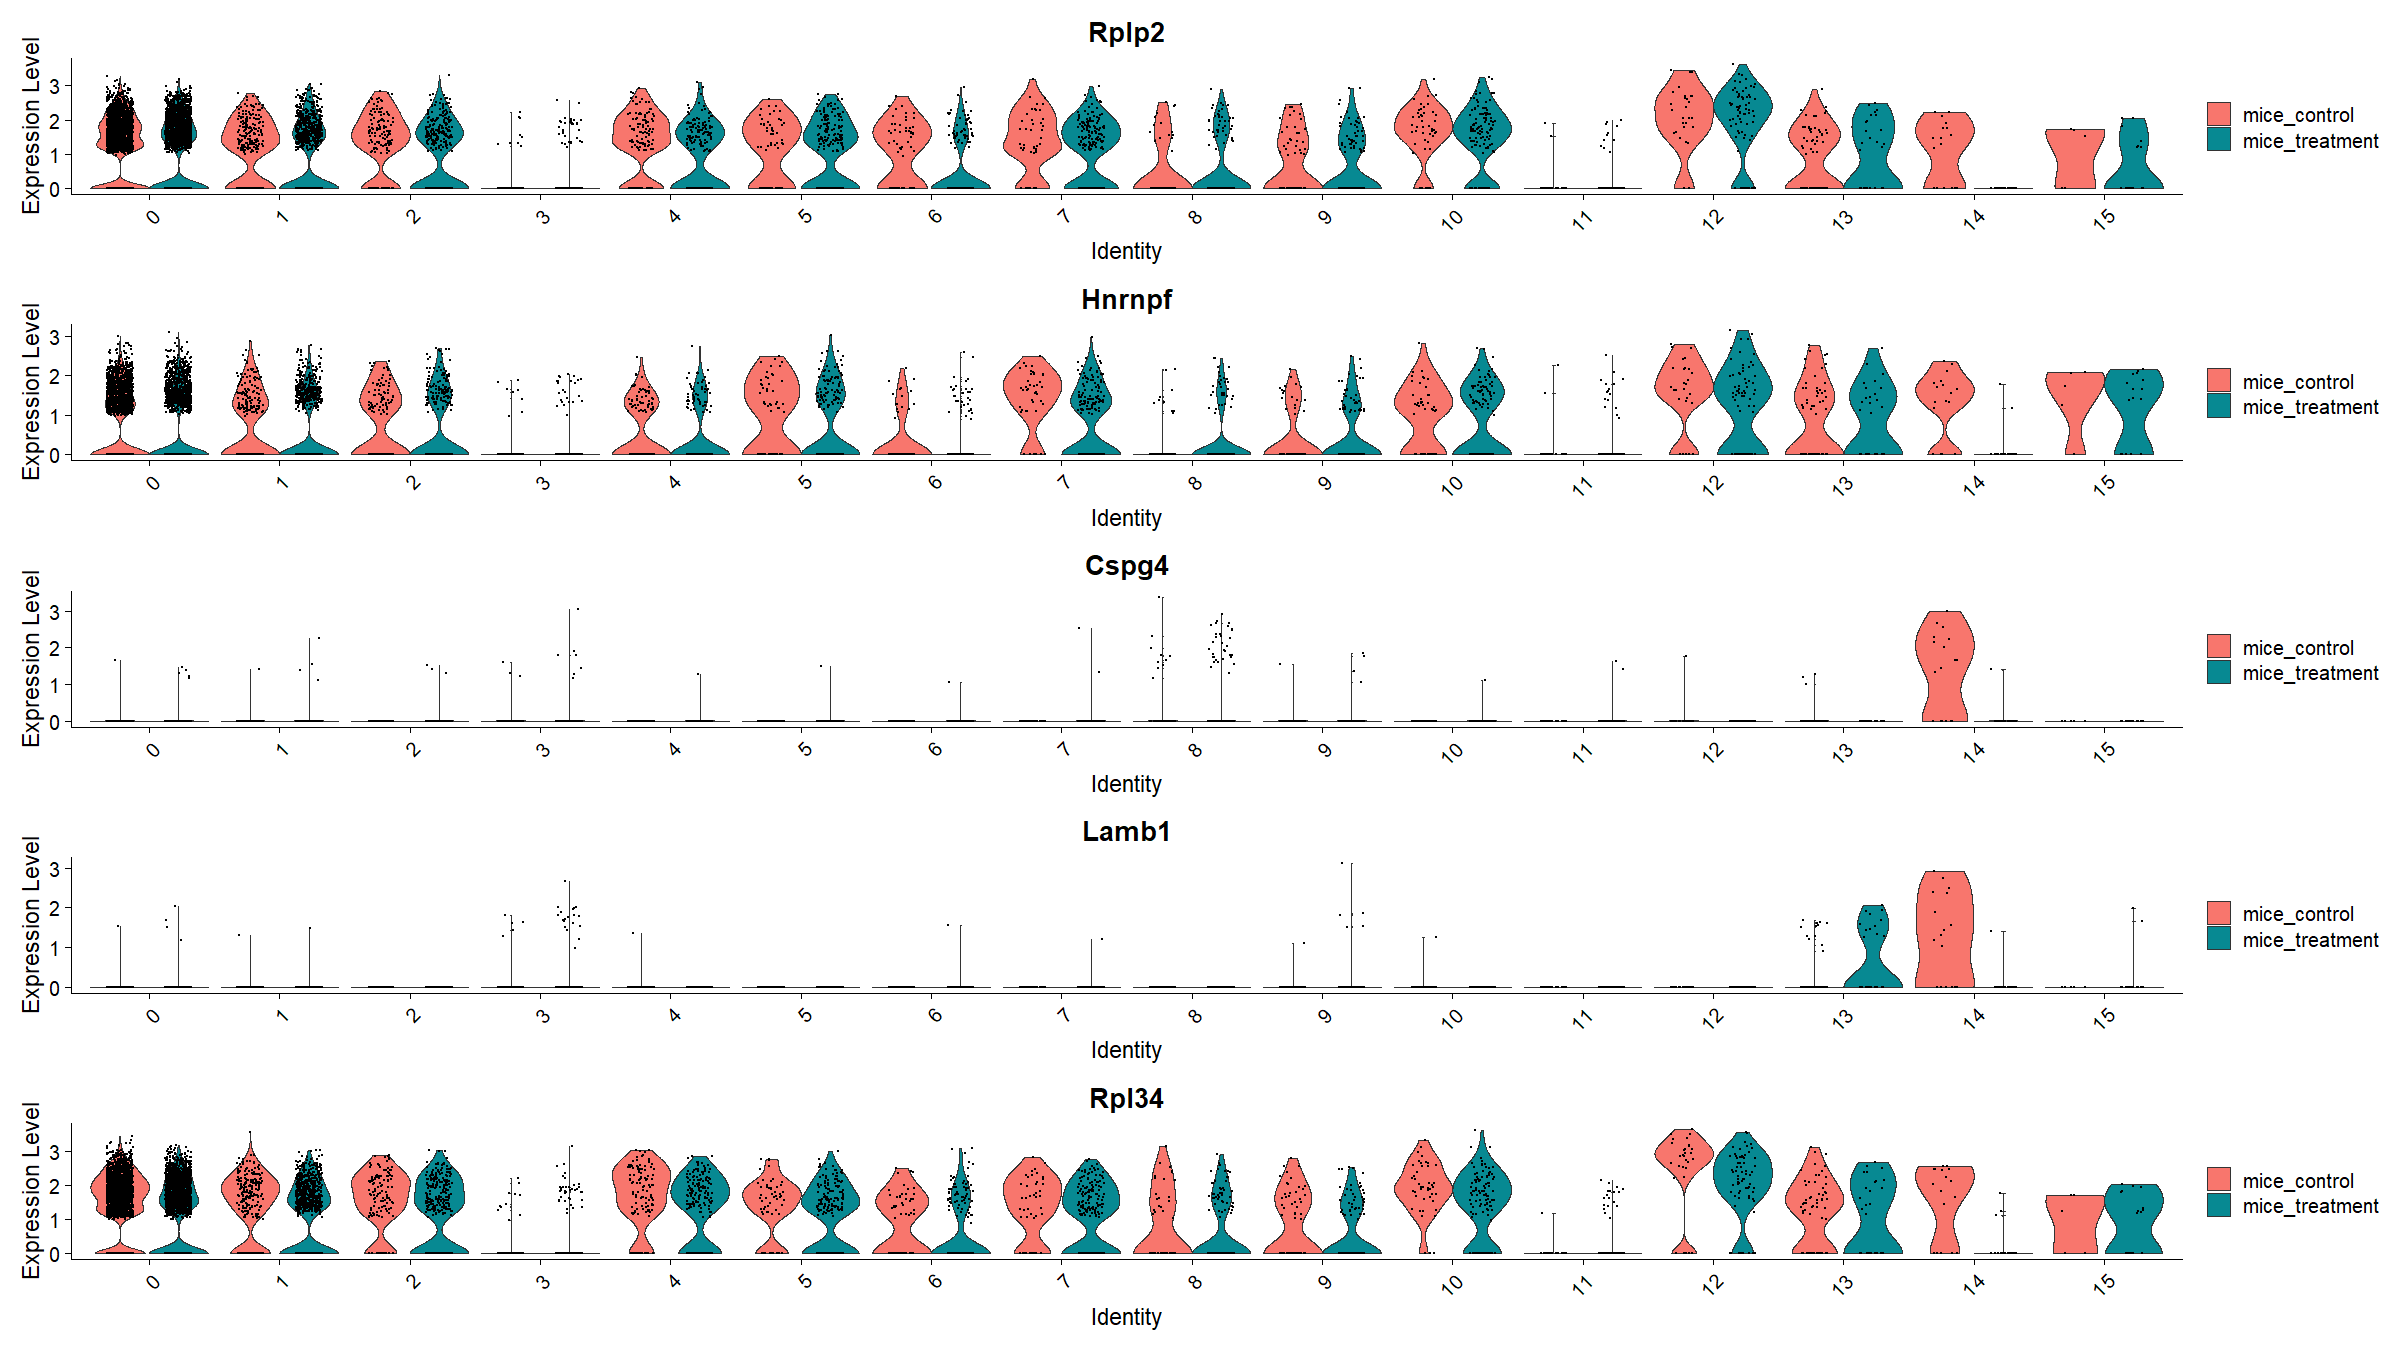 Rplp2
Expression Level
3
2
1
0
0 1 2 3 4 5 6 7 8 9 10 11 12 13 14 15
Identity
mice_control
mice_treatment
Hnrnpf
Expression Level
3
2
1
0
0 1 2 3 4 5 6 7 8 9 10 11 12 13 14 15
Identity
mice_control
mice_treatment
Cspg4
Expression Level
3
2
1
0
0 1 2 3 4 5 6 7 8 9 10 11 12 13 14 15
Identity
mice_control
mice_treatment
Lamb1
Expression Level
3
2
1
0
0 1 2 3 4 5 6 7 8 9 10 11 12 13 14 15
Identity
mice_control
mice_treatment
Rpl34
Expression Level
3
2
1
0
0 1 2 3 4 5 6 7 8 9 10 11 12 13 14 15
Identity
mice_control
mice_treatment